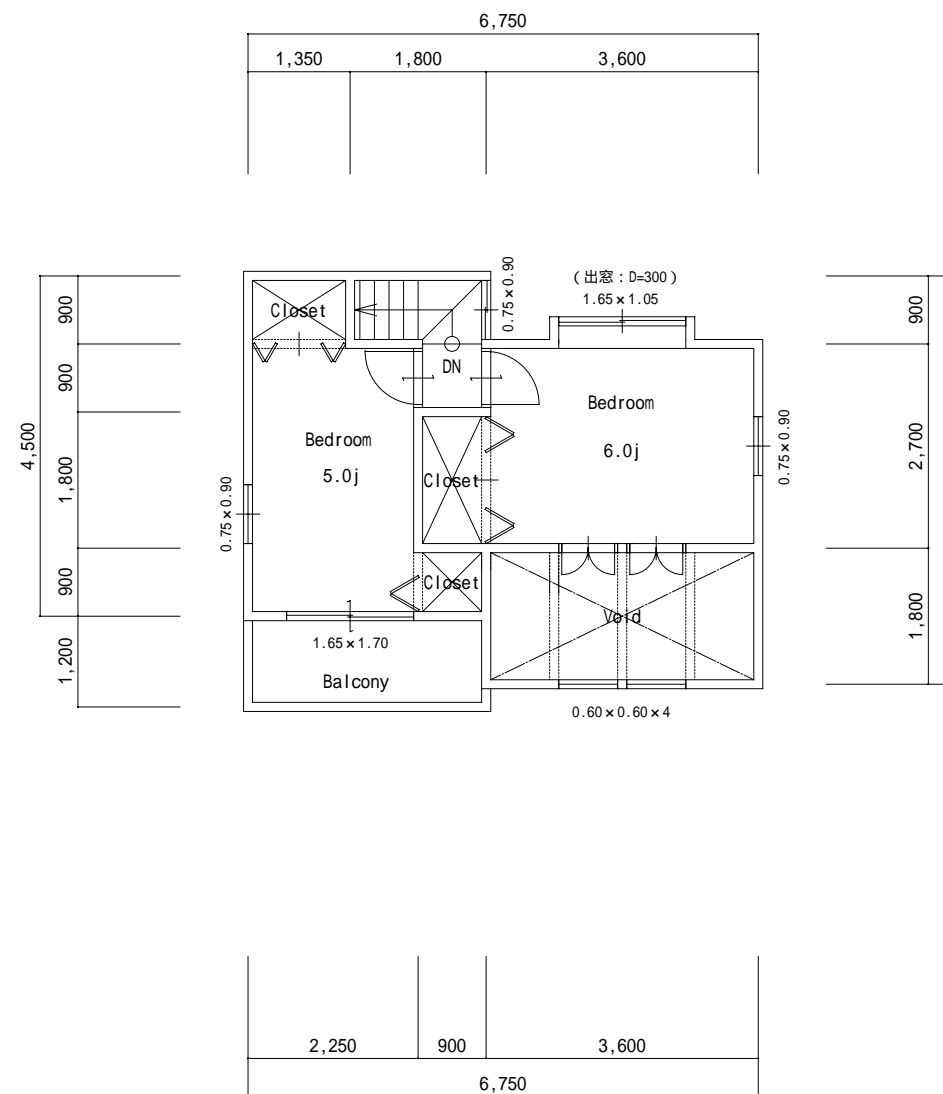 6,750
1,350
1,800
3,600
900
900
1,800
900
1,200
4,500
900
2,700
1,800
0.75×0.90
(出窓：D=300)
1.65×1.05
Closet
DN
Bedroom
6.0j
Bedroom
5.0j
0.75×0.90
0.75×0.90
Closet
Closet
Void
1.65×1.70
Balcony
0.60×0.60×4
2,250
900
3,600
6,750